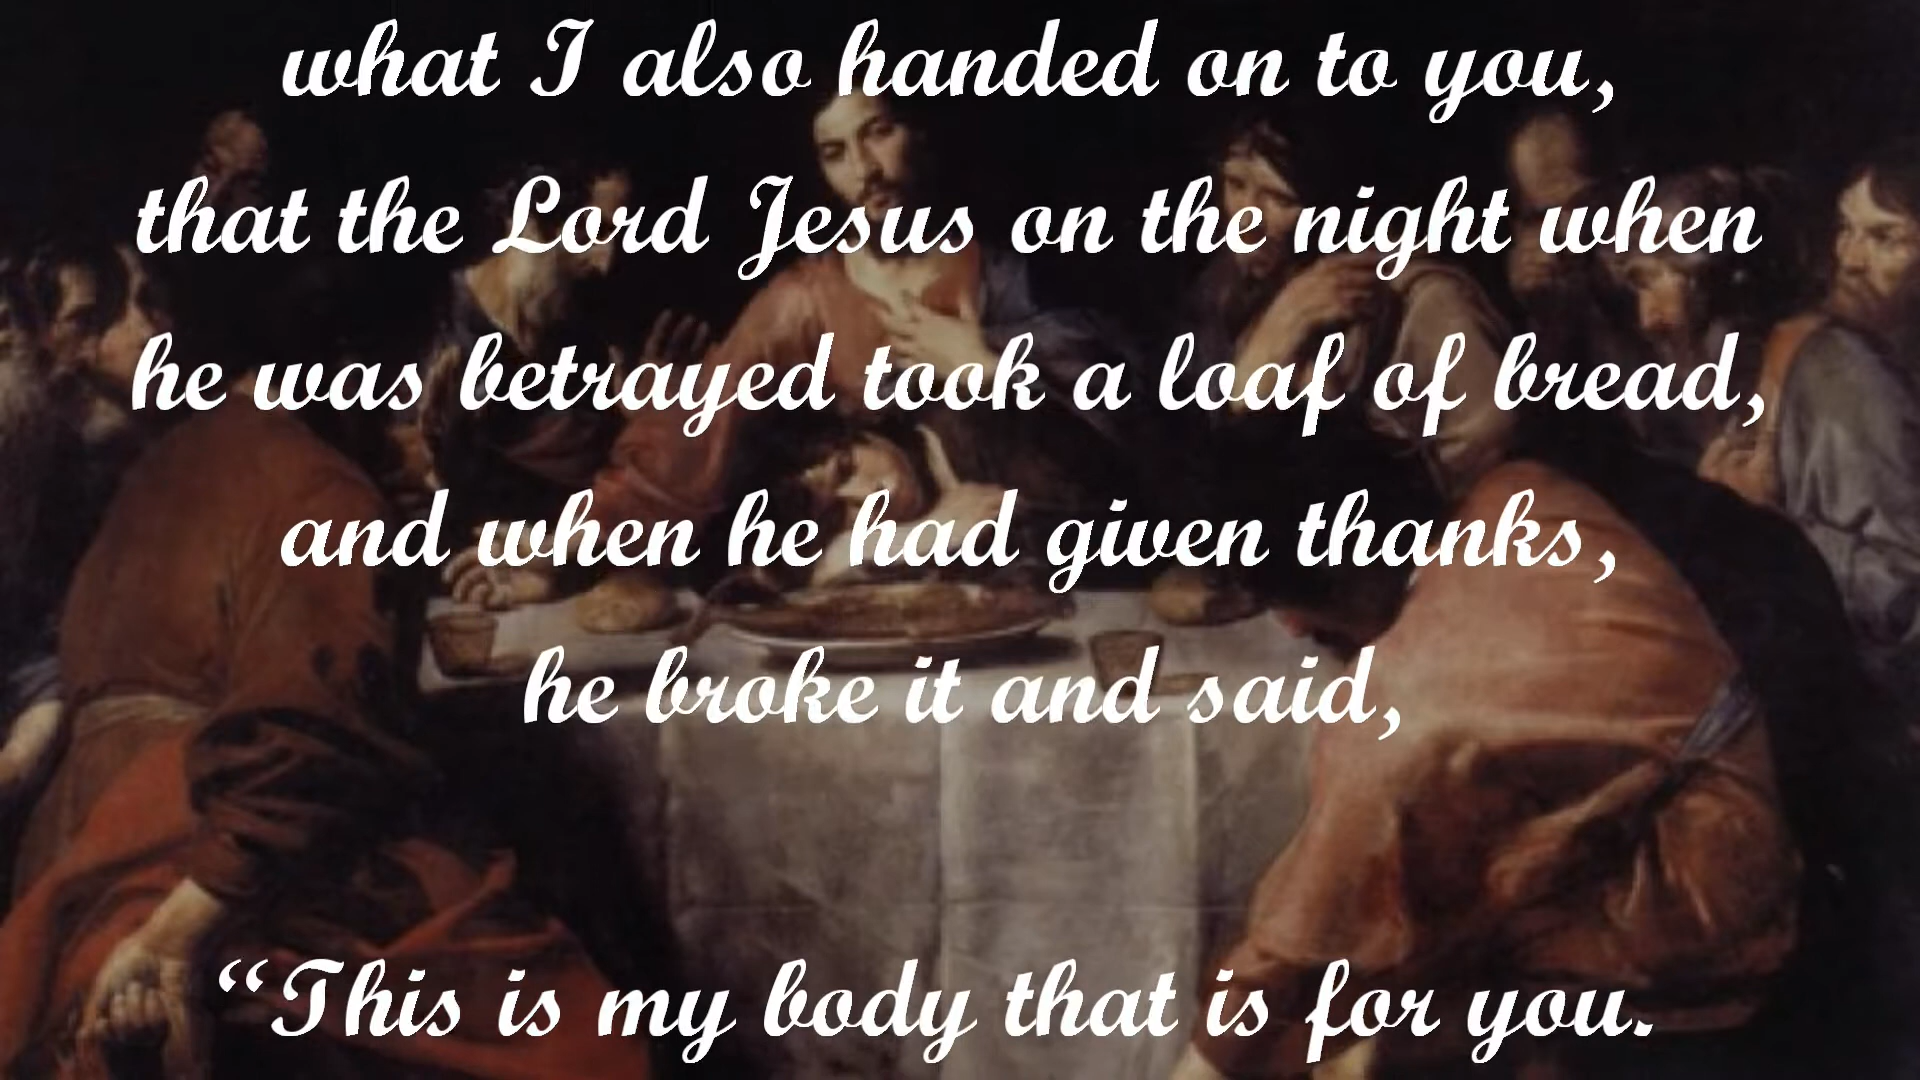 what I also handed on to you,
that the Lord Jesus on the night when
he was betrayed took a loaf of bread,
and when he had given thanks,
he broke it and said,
“This is my body that is for you.